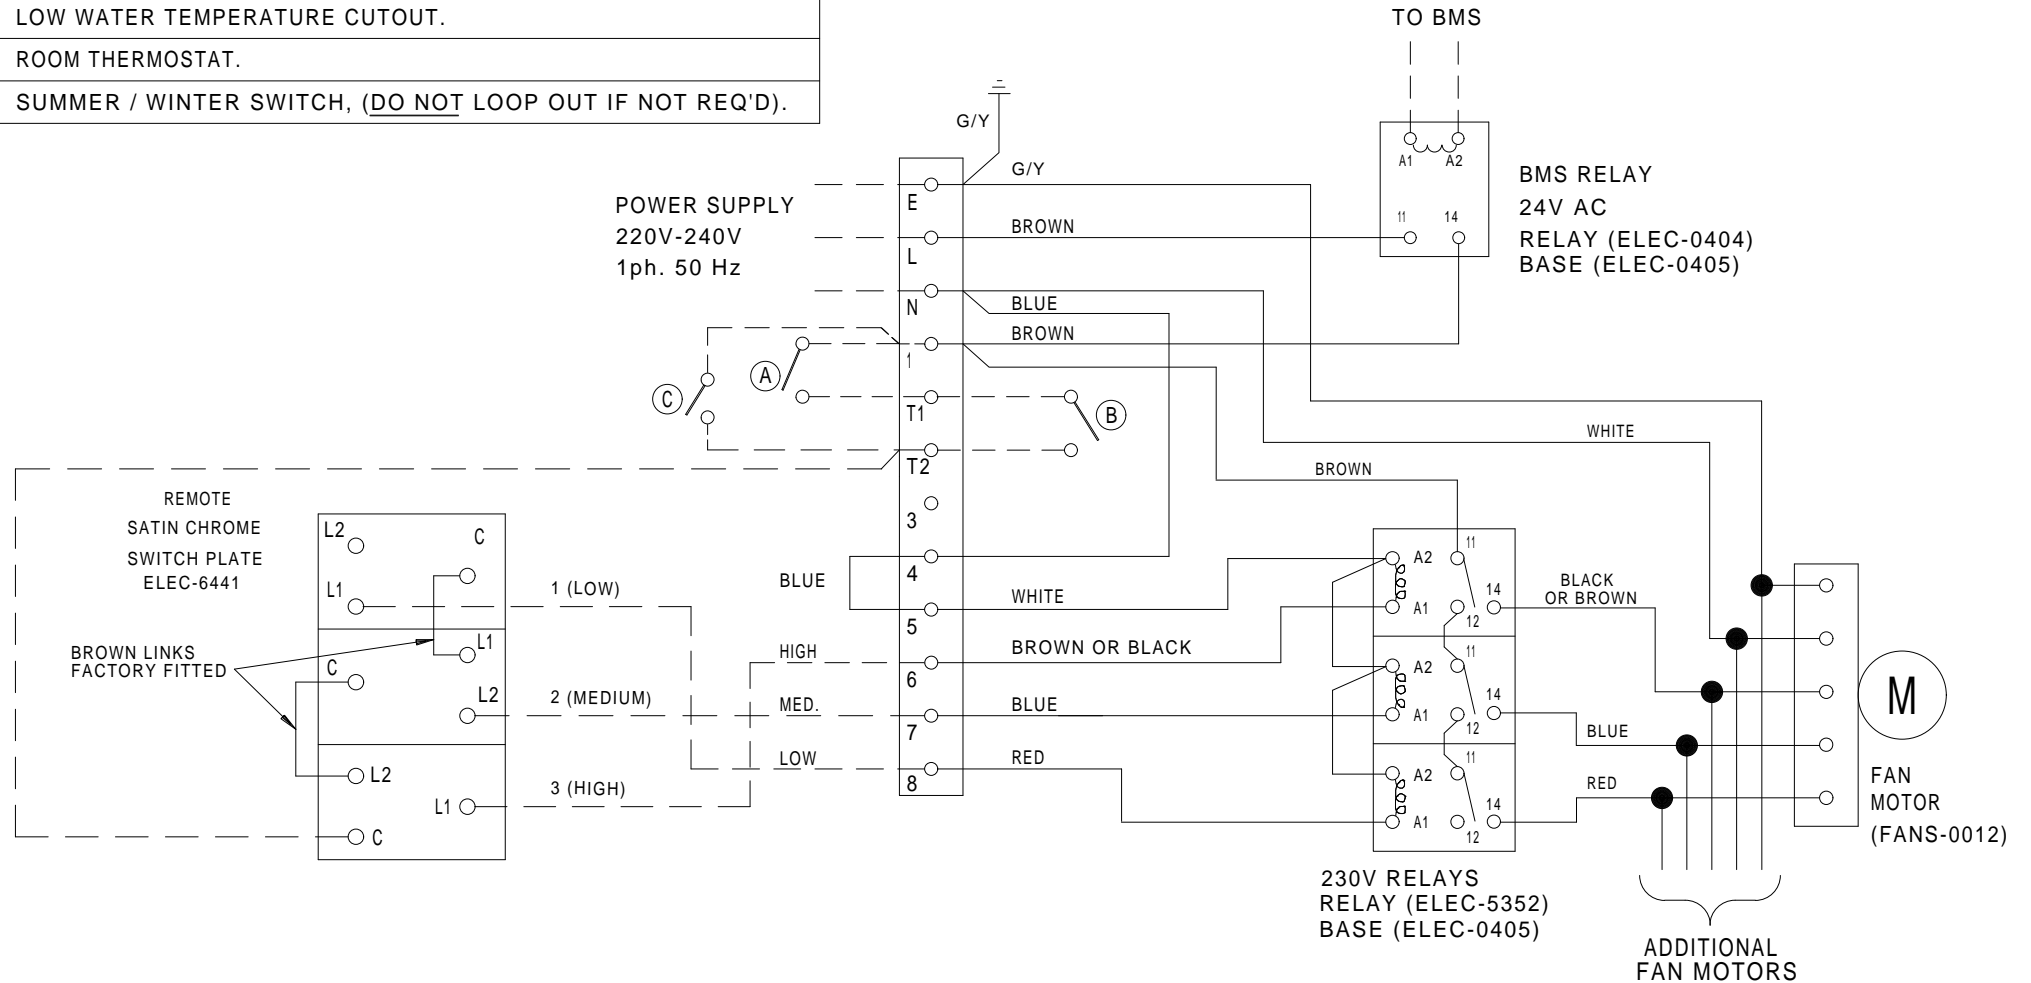 LOW WATER TEMPERATURE CUTOUT.
ROOM THERMOSTAT.
SUMMER / WINTER SWITCH, (DO NOT LOOP OUT IF NOT REQ'D).
TO BMS
A1 A2
11 14
BMS RELAY
24V AC
RELAY (ELEC-0404)
BASE (ELEC-0405)
G/Y
G/Y
POWER SUPPLY
220V-240V
1ph. 50 Hz
E
L
N
1
T1
T2
3
4
5
6
7
8
BROWN
BLUE
BROWN
A
C
B
WHITE
BROWN
REMOTE
SATIN CHROME
SWITCH PLATE
ELEC-6441
BROWN LINKS
FACTORY FITTED
L2
C
L1
L1
C
L2
L2
L1
C
1 (LOW)
2 (MEDIUM)
3 (HIGH)
BLUE
HIGH
MED.
LOW
WHITE
BROWN OR BLACK
BLUE
RED
A2 11
14
A1 12
A2 11
14
A1 12
A2 11
14
A1 12
BLACK
OR BROWN
BLUE
RED
M
FAN
MOTOR
(FANS-0012)
230V RELAYS
RELAY (ELEC-5352)
BASE (ELEC-0405)
ADDITIONAL
FAN MOTORS